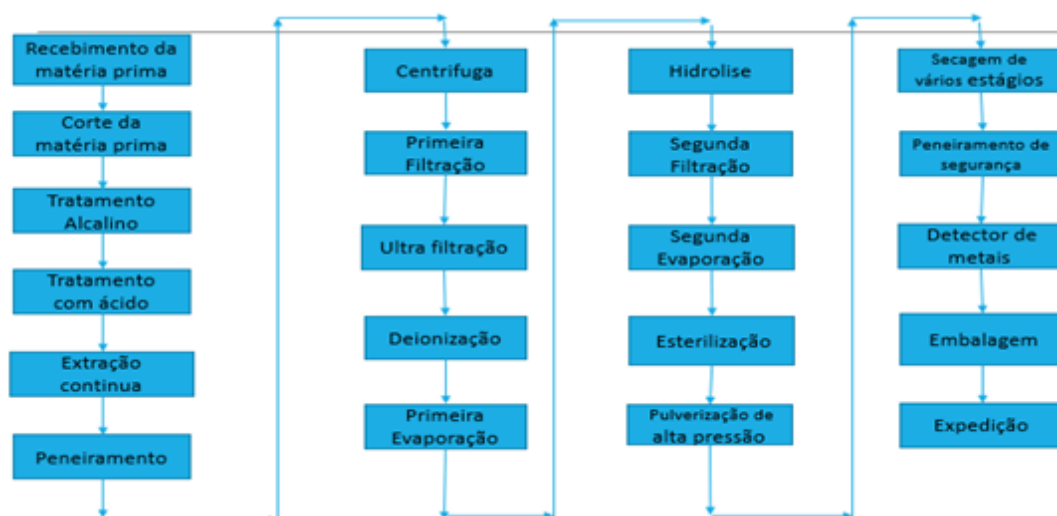 Recebimento da
matéria prima
Corte da
matéria prima
Tratamento
Alcalino
Tratamento
com ácido
Extração
continua
Peneiramento
Centrifuga
Primeira
Filtração
Ultra filtração
Deionização
Primeira
Evaporação
Hidrolise
Segunda
Filtração
Segunda
Evaporação
Esterilização
Pulverização de
alta pressão
Secagem de
vários estágios
Peneiramento de
segurança
Detector de
metais
Embalagem
Expedição